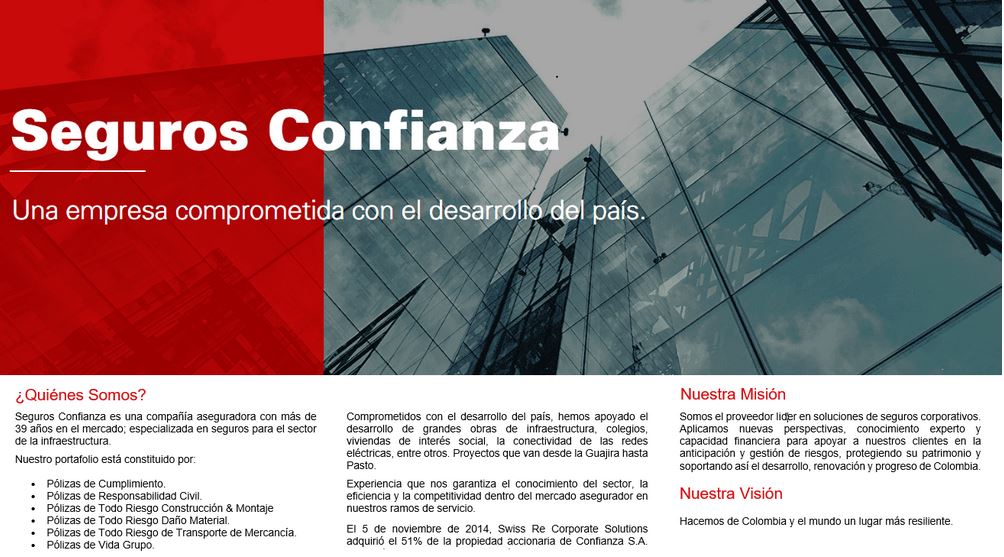 Seguros Confianza
Una empresa comprometida con el desarrollo del país.
¿Quiénes Somos?
Seguros Confianza es una compañía aseguradora con más de
39 años en el mercado; especializada en seguros para el sector
de la infraestructura.
Nuestro portafolio está constituido por:
• Pólizas de Cumplimiento.
• Pólizas de Responsabilidad Civil.
• Pólizas de Todo Riesgo Construcción & Montaje
• Pólizas de Todo Riesgo Daño Material.
• Pólizas de Todo Riesgo de Transporte de Mercancía.
• Pólizas de Vida Grupo.
Comprometidos con el desarrollo del país, hemos apoyado el
desarrollo de grandes obras de infraestructura, colegios,
viviendas de interés social, la conectividad de las redes
eléctricas, entre otros. Proyectos que van desde la Guajira hasta
Pasto.
Experiencia que nos garantiza el conocimiento del sector, la
eficiencia y la competitividad dentro del mercado asegurador en
nuestros ramos de servicio.
El 5 de noviembre de 2014, Swiss Re Corporate Solutions
adquirió el 51% de la propiedad accionaria de Confianza S.A.
Nuestra Misión
Somos el proveedor lider en soluciones de seguros corporativos.
Aplicamos nuevas perspectivas, conocimiento experto y
capacidad financiera para apoyar a nuestros clientes en la
anticipación y gestión de riesgos, protegiendo su patrimonio y
soportando así el desarrollo, renovación y progreso de Colombia.
Nuestra Visión
Hacemos de Colombia y el mundo un lugar más resiliente.